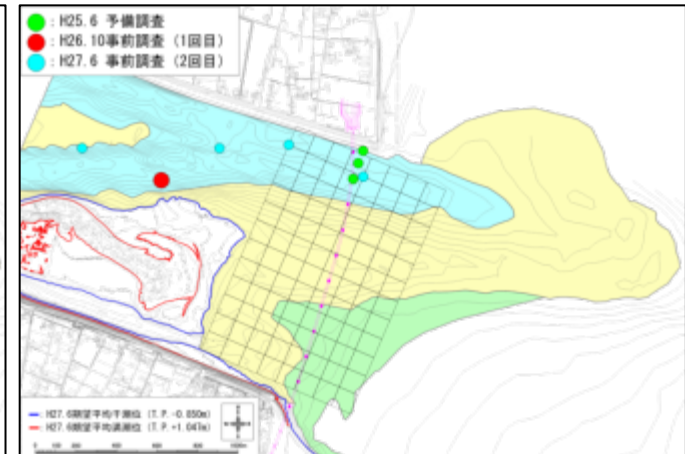 : H25.6 予備調査
: H26.10事前調査 (1回目)
: H27.6 事前調査 (2回目)
: H27.6朔望平均干潮位 (T.P.-0.850m)
: H27.6朔望平均満潮位 (T.P.+1.041m)